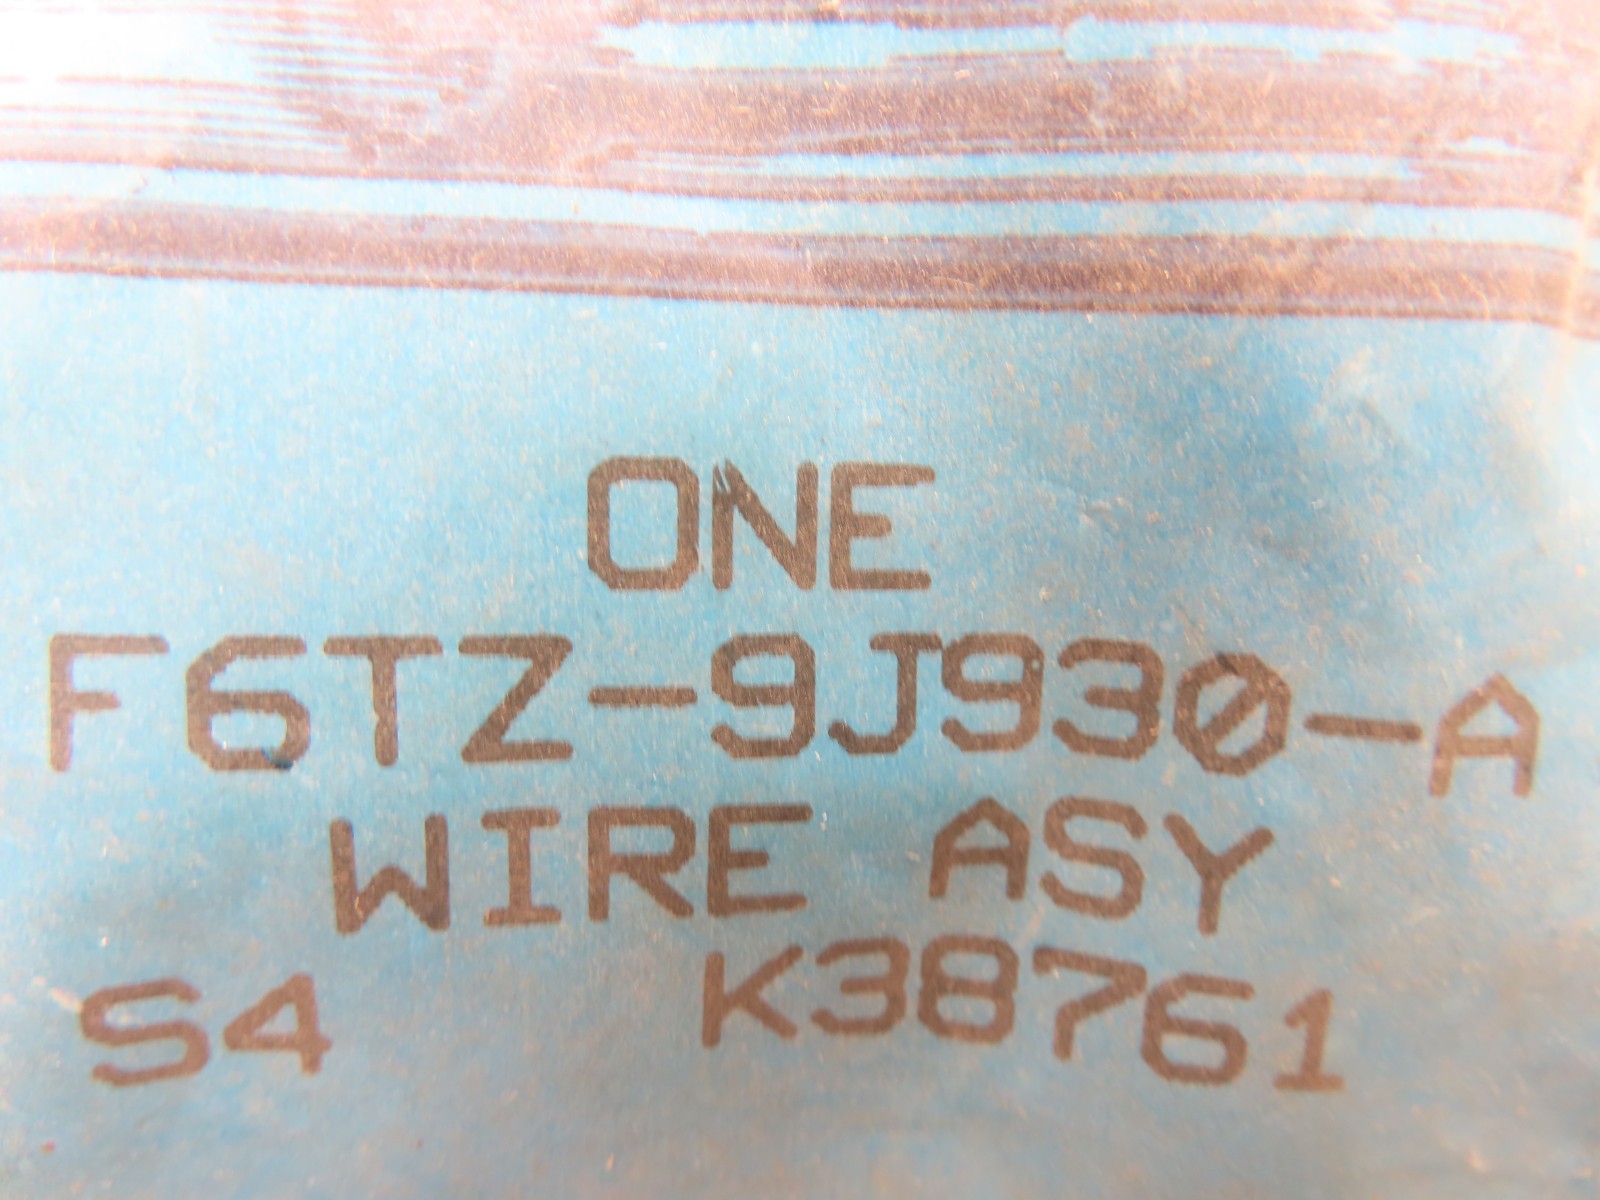 ONE
F6TZ-9J930-A
WIRE ASY
S4 K38761